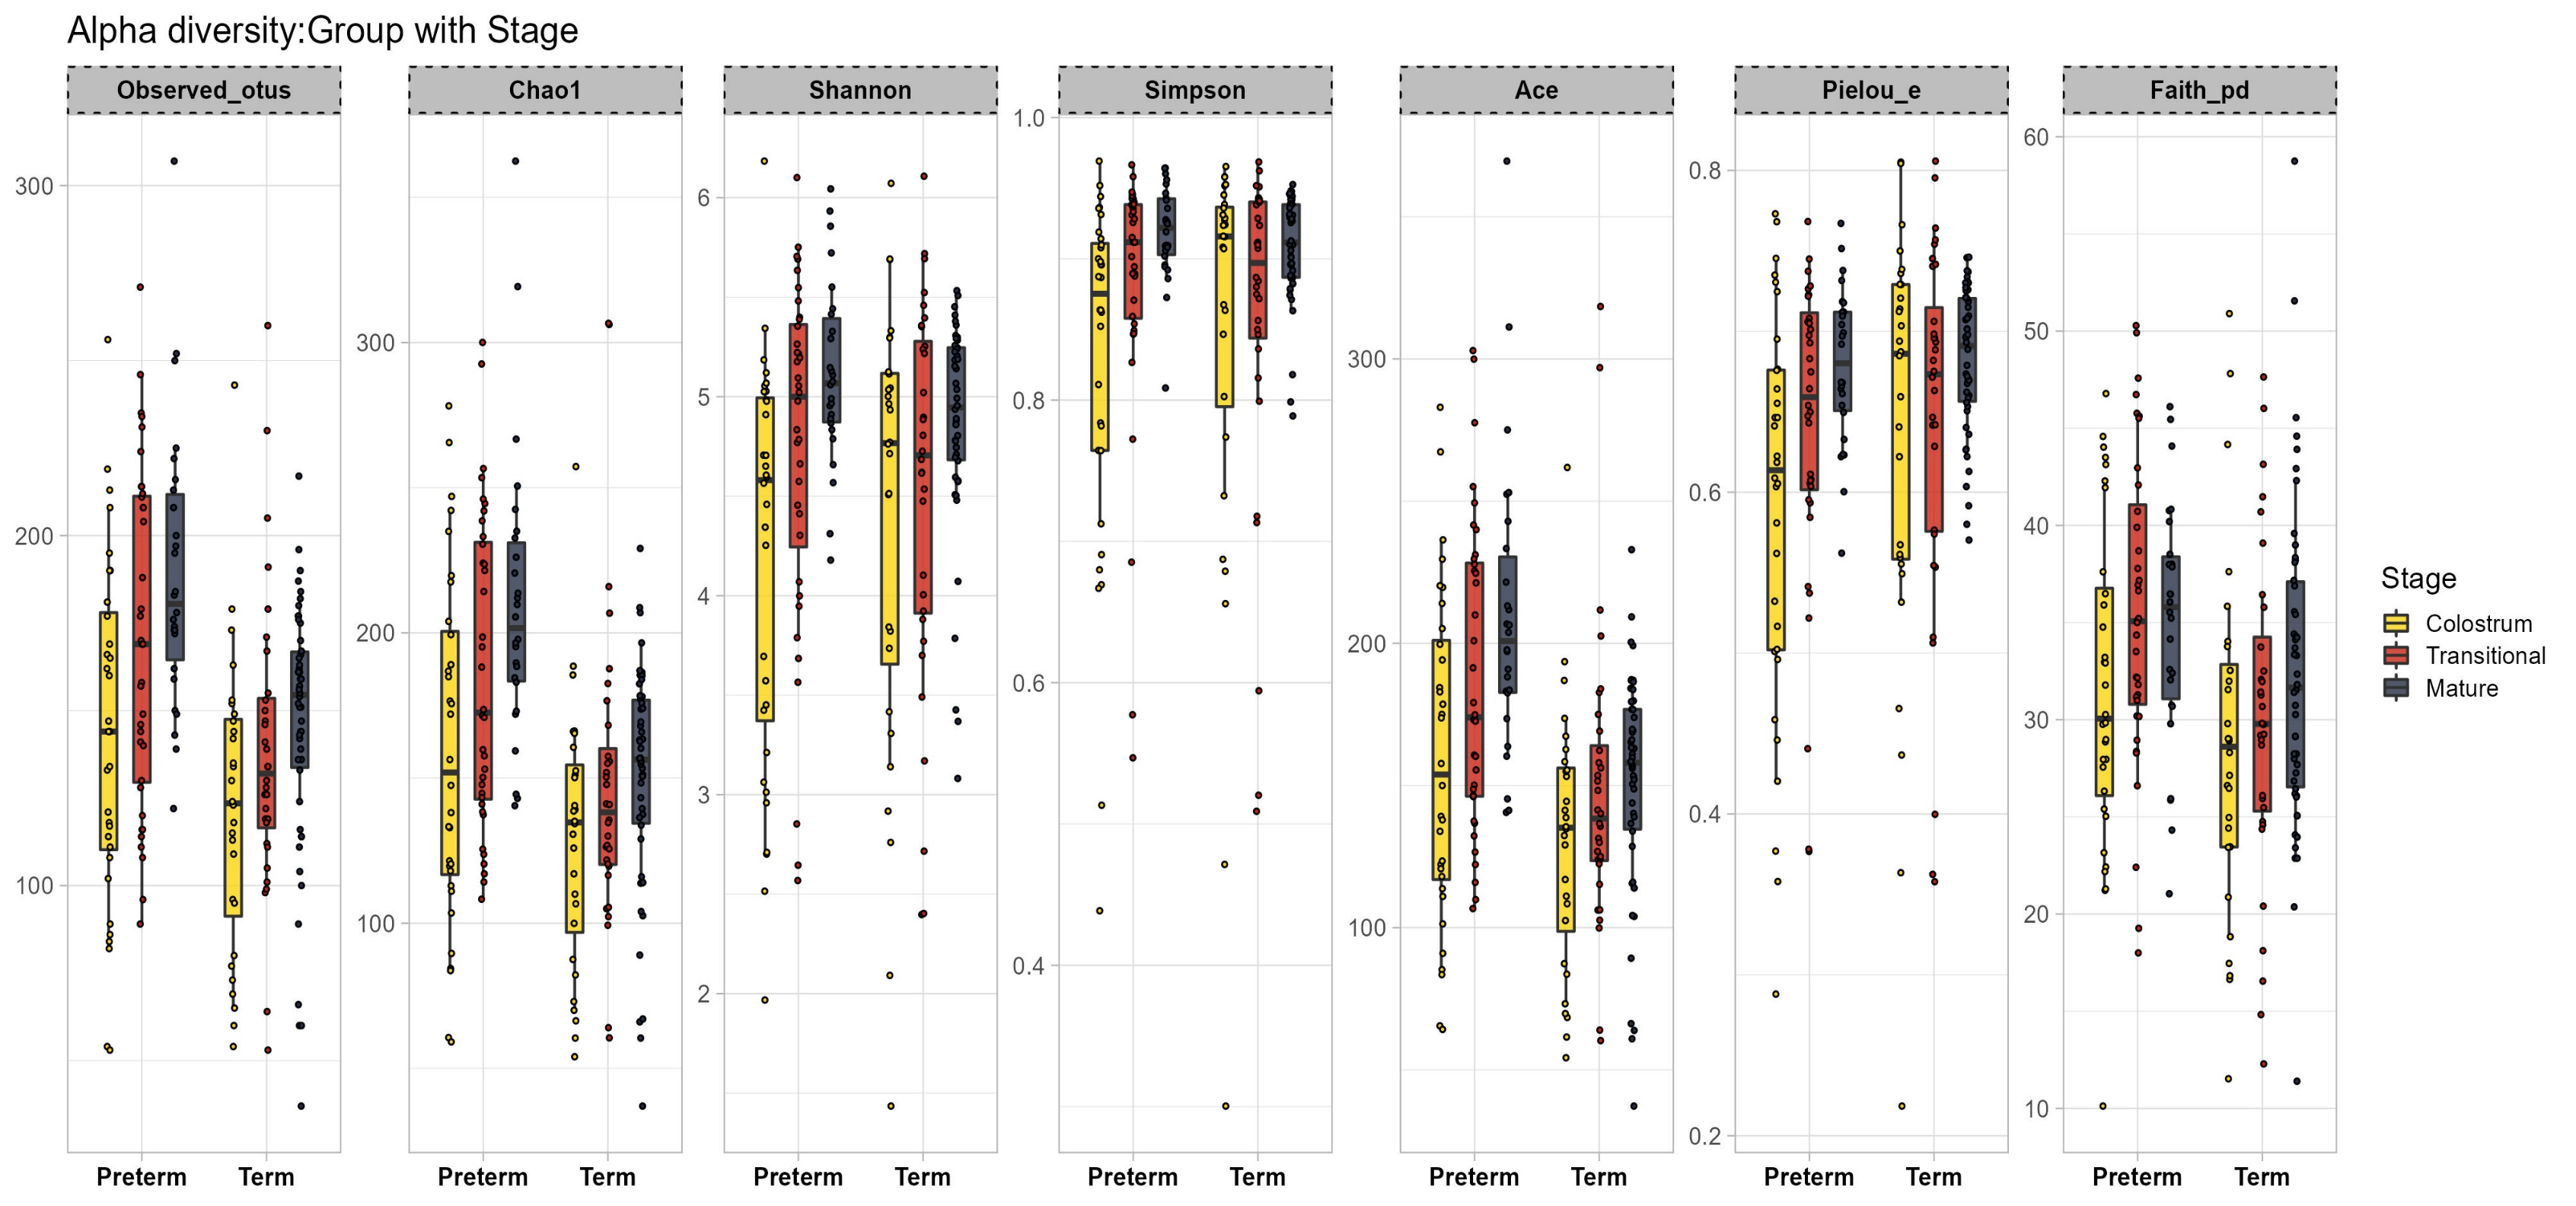 Alpha diversity:Group with Stage
Observed_otus
Chao1
Shannon
Simpson
Ace
Pielou_e
Faith_pd
300
200
100
300
200
100
6
5
4
3
2
1.0
0.8
0.6
0.4
300
200
100
0.8
0.6
0.4
0.2
60
50
40
30
20
10
Preterm Term
Preterm Term
Preterm Term
Preterm Term
Preterm Term
Preterm Term
Preterm Term
Stage
Colostrum
Transitional
Mature